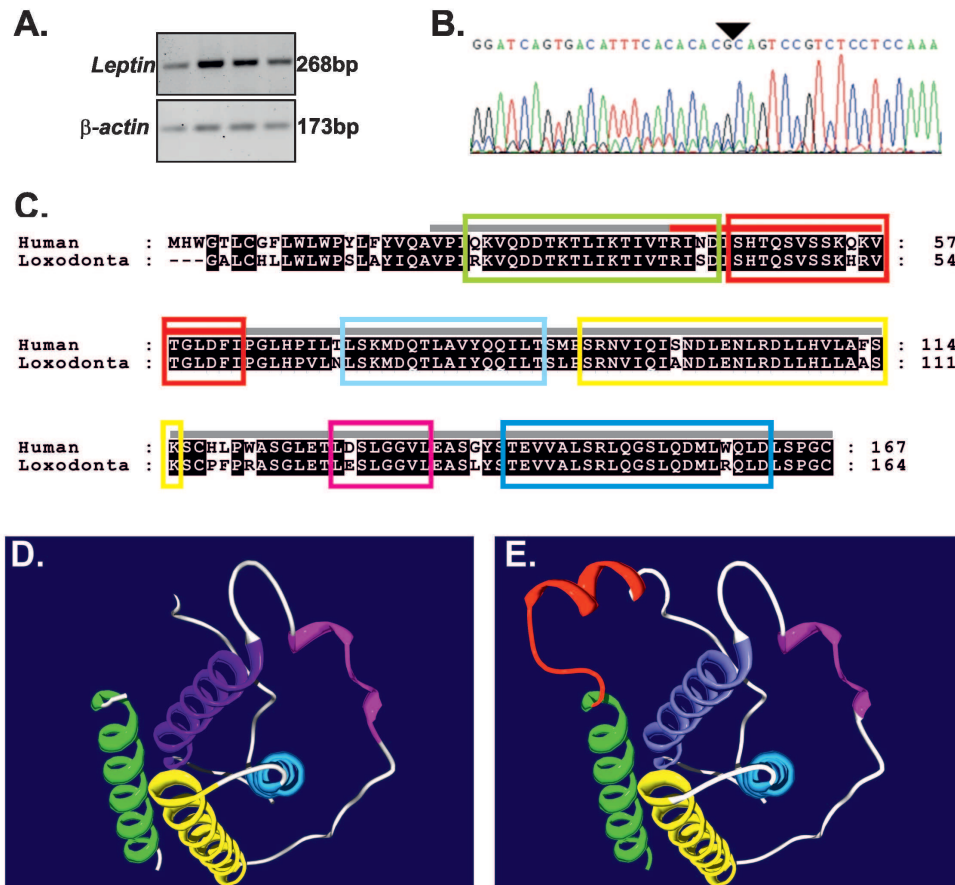 A.
Leptin 268bp
β-actin 173bp
B.
GGATCAGTGACATTTCACACACGCAGTCCGTCTCCTCCAAA
C.
Human : MHWGTLCGFLWLWPYLFYVQAVPIQKVQDDTKTLIKTIVTRINDISHTQSVSSKQKV : 57
Loxodonta : ---GALCHLLWLWPSLAYIQAVPIRKVQDDTKTLIKTIVTRISDISHTQSVSSKHRV : 54
Human : TGLDFIPGLHPILTLSKMDQTLAVYQQILTSMPSRNVIQISNDLENLRDLLHVLAFS : 114
Loxodonta : TGLDFIPGLHPVLNLSKMDQTLAIYQQILTSLPSRNVIQIANDLENLRDLLHLLAAS : 111
Human : KSCHLPWASGLETLDSLGGVLEASGYSTEVVALSRLQGSLQDMLWQLDLSPGC : 167
Loxodonta : KSCPFPRASGLETLESLGGVLEASLYSTEVVALSRLQGSLQDMLRQLDLSPGC : 164
D.
E.